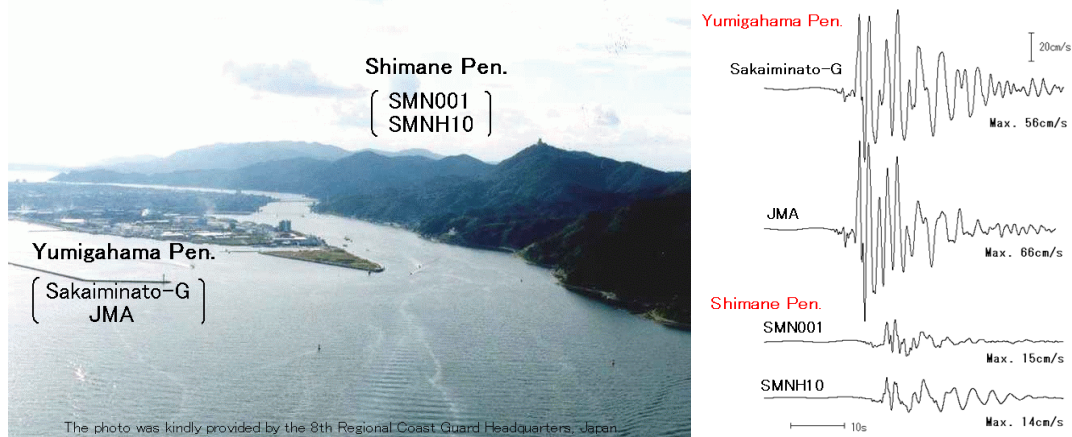 Shimane Pen.
SMN001
SMNH10
Yumigahama Pen.
Sakaiminato-G
JMA
The photo was kindly provided by the 8th Regional Coast Guard Headquarters, Japan
Yumigahama Pen.
20cm/s
Sakaiminato-G
Max. 56cm/s
JMA
Max. 66cm/s
Shimane Pen.
SMN001
Max. 15cm/s
SMNH10
Max. 14cm/s
10s